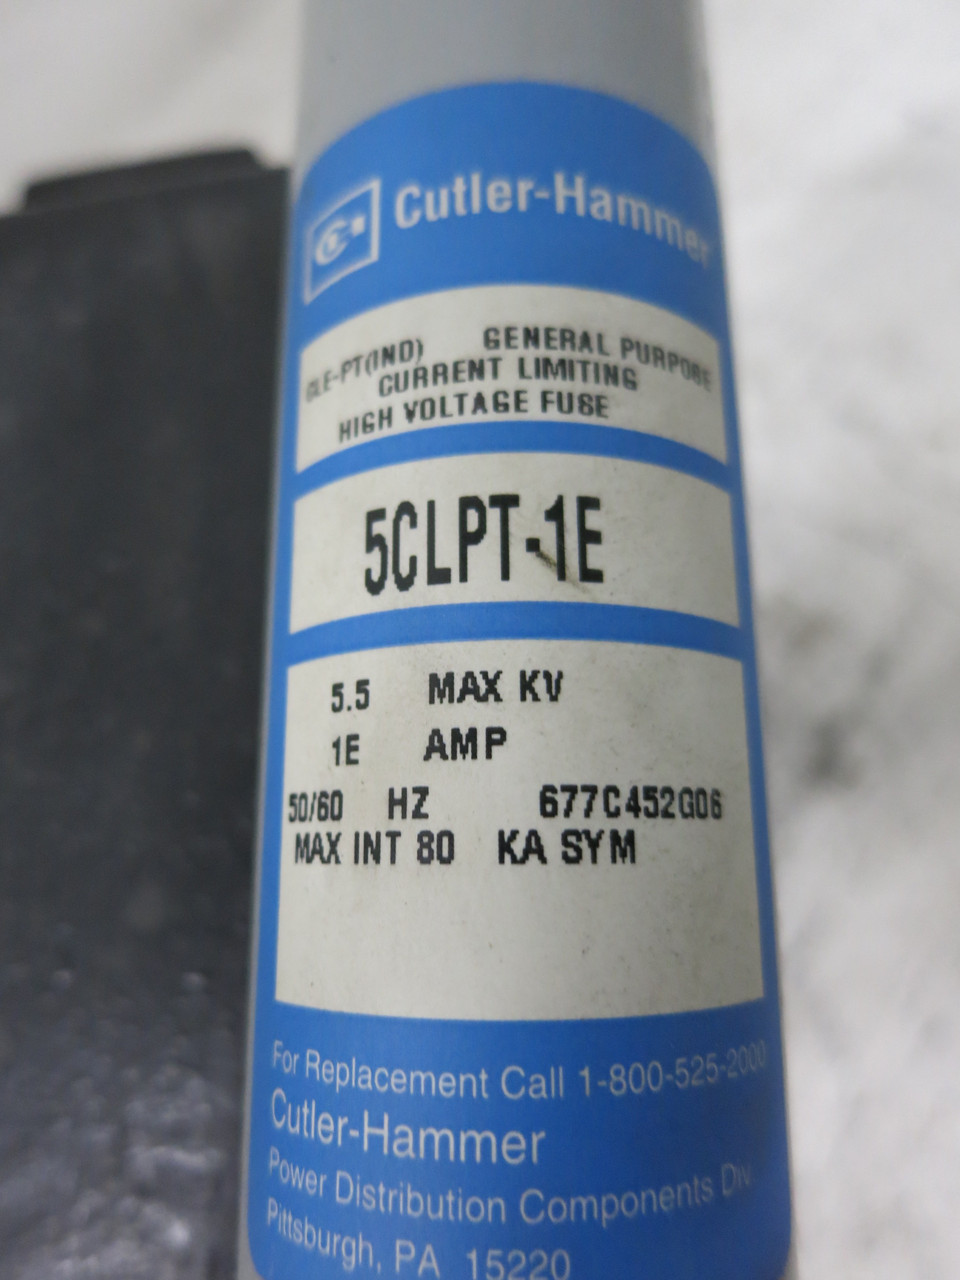 Cutler-Hammer
CLE-PT(IND) GENERAL PURPOSE
CURRENT LIMITING
HIGH VOLTAGE FUSE
5CLPT-1E
5.5 MAX KV
1E AMP
50/60 HZ 677C452G06
MAX INT 80 KA SYM
For Replacement Call 1-800-525-2000
Cutler-Hammer
Power Distribution Components Div
Pittsburgh, PA 15220